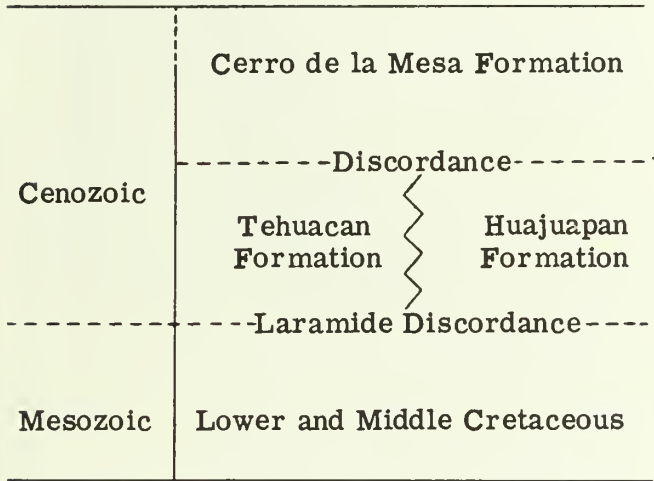 Cerro de la Mesa Formation
Discordance
Cenozoic
Tehuacan Formation
Huajuapan Formation
Laramide Discordance
Mesozoic
Lower and Middle Cretaceous